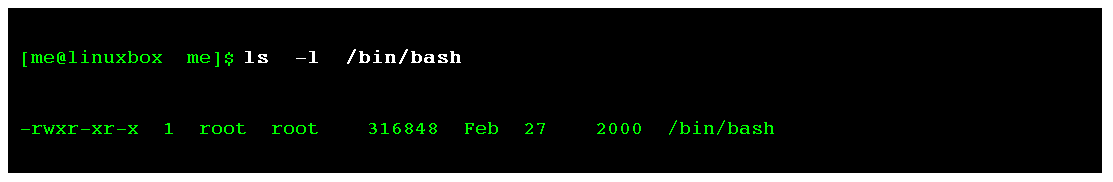 [me@linuxbox me]$ ls -l /bin/bash
-rwxr-xr-x 1 root root 316848 Feb 27 2000 /bin/bash